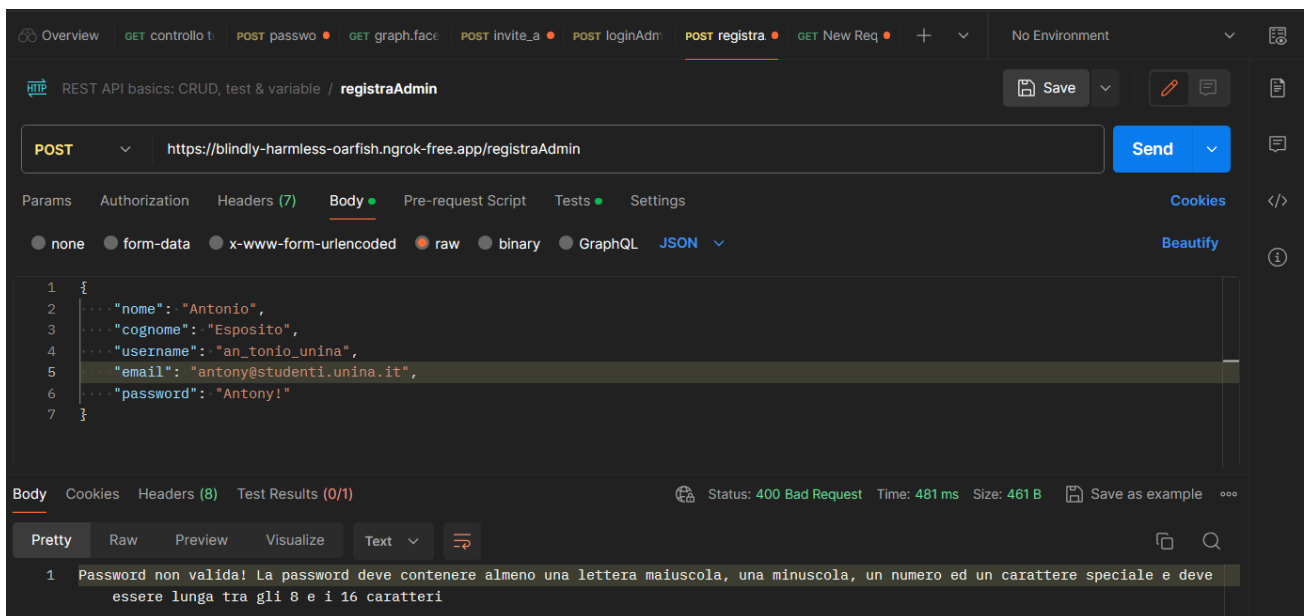 Overview GET controllo t POST passwo GET graph.face POST invite_a POST loginAdm POST registra. GET New Req No Environment
HTTP REST API basics: CRUD, test & variable / registraAdmin Save
POST https://blindly-harmless-oarfish.ngrok-free.app/registraAdmin Send
Params Authorization Headers (7) Body Pre-request Script Tests Settings Cookies </>
none form-data x-www-form-urlencoded raw binary GraphQL JSON Beautify
1 {
2 "nome": "Antonio",
3 "cognome": "Esposito",
4 "username": "an_tonio_unina",
5 "email": "antony@studenti.unina.it",
6 "password": "Antony!"
7 }
Body Cookies Headers (8) Test Results (0/1) Status: 400 Bad Request Time: 481 ms Size: 461 B Save as example
Pretty Raw Preview Visualize Text
1 Password non valida! La password deve contenere almeno una lettera maiuscola, una minuscola, un numero ed un carattere speciale e deve
essere lunga tra gli 8 e i 16 caratteri